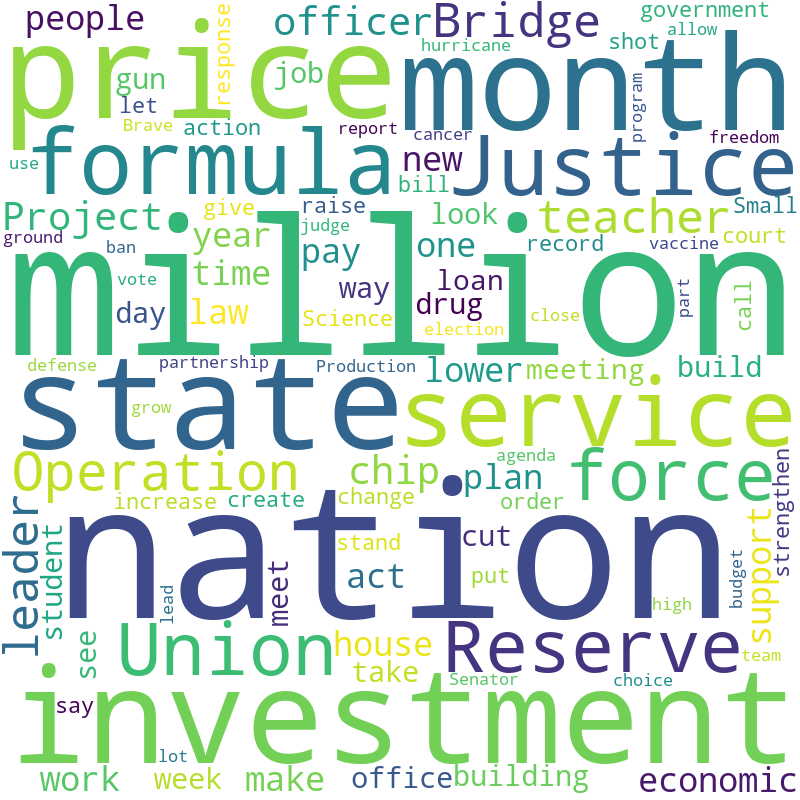 people
officer
Bridge
government
price
month
response
hurricane
shot
allow
gun
job
let
Brave
action
report
cancer
program
freedom
use
formula
new
Justice
bill
Project
give
raise
look
teacher
Small
ground
ban
year
judge
pay
one
record
vaccine
court
million
vote
time
way
loan
day
law
Science
drug
election
close
part
call
defense
partnership
Production
lower
meeting
build
grow
state
service
agenda
Operation
chip
plan
force
increase
create
change
order
strengthen
leader
student
nation
stand
cut
act
put
support
lead
meet
high
budget
see
Union
house
Reserve
team
take
Senator
choice
investment
say
lot
work
week
make
office
building
economic